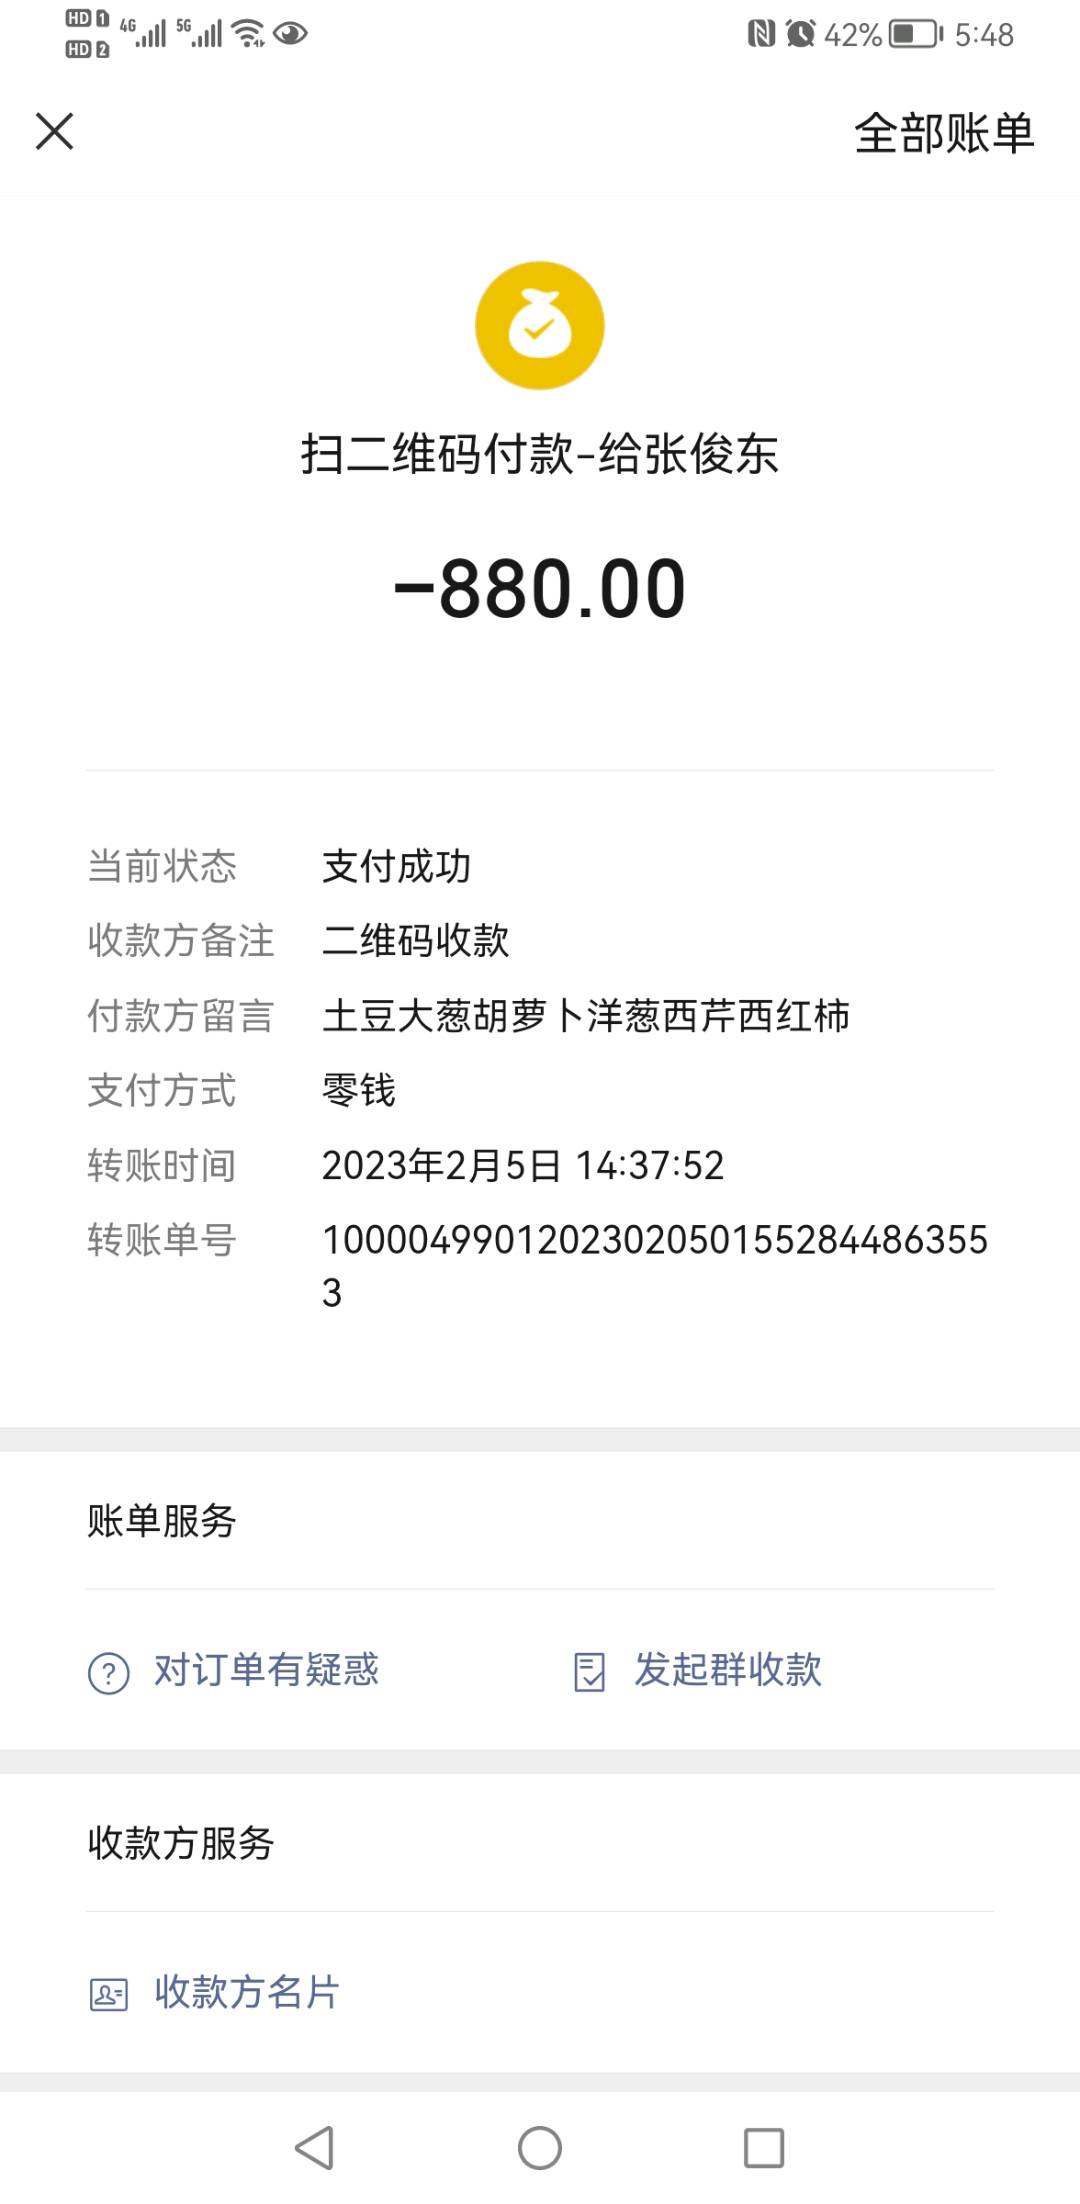 HD 1 4G 5G
HD 2
42% 5:48
全部账单
扫二维码付款-给张俊东
-880.00
当前状态 支付成功
收款方备注 二维码收款
付款方留言 土豆大葱胡萝卜洋葱西芹西红柿
支付方式 零钱
转账时间 2023年2月5日 14:37:52
转账单号 1000049901202302050155284486355
3
账单服务
对订单有疑惑 发起群收款
收款方服务
收款方名片